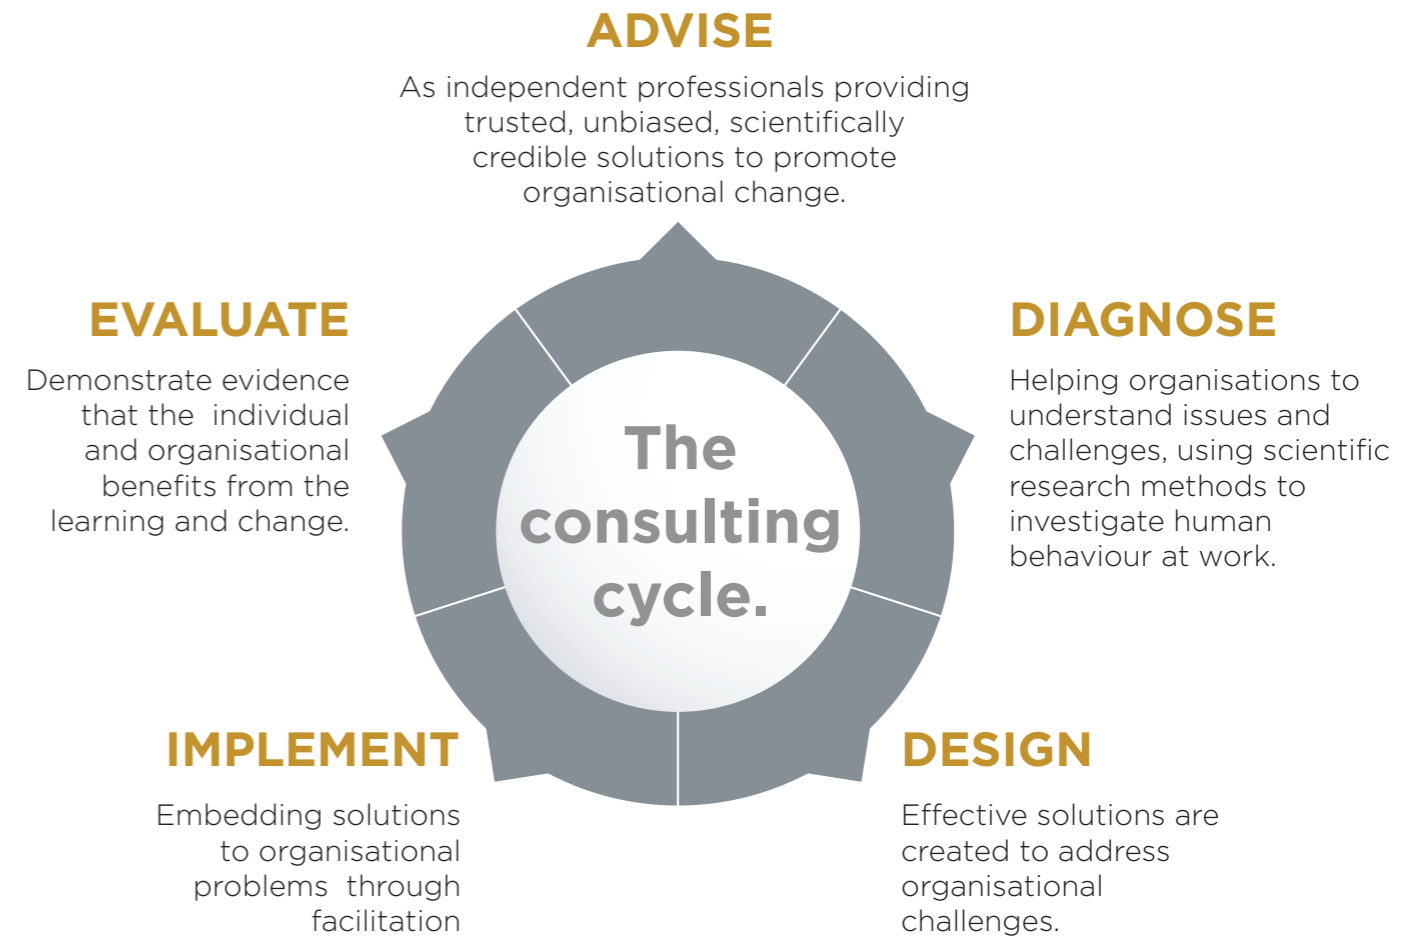 ADVISE
As independent professionals providing
trusted, unbiased, scientifically
credible solutions to promote
organisational change.
EVALUATE
Demonstrate evidence
that the individual
and organisational
benefits from the
learning and change.
DIAGNOSE
Helping organisations to
understand issues and
challenges, using scientific
research methods to
investigate human
behaviour at work.
The
consulting
cycle.
IMPLEMENT
Embedding solutions
to organisational
problems through
facilitation
DESIGN
Effective solutions are
created to address
organisational
challenges.